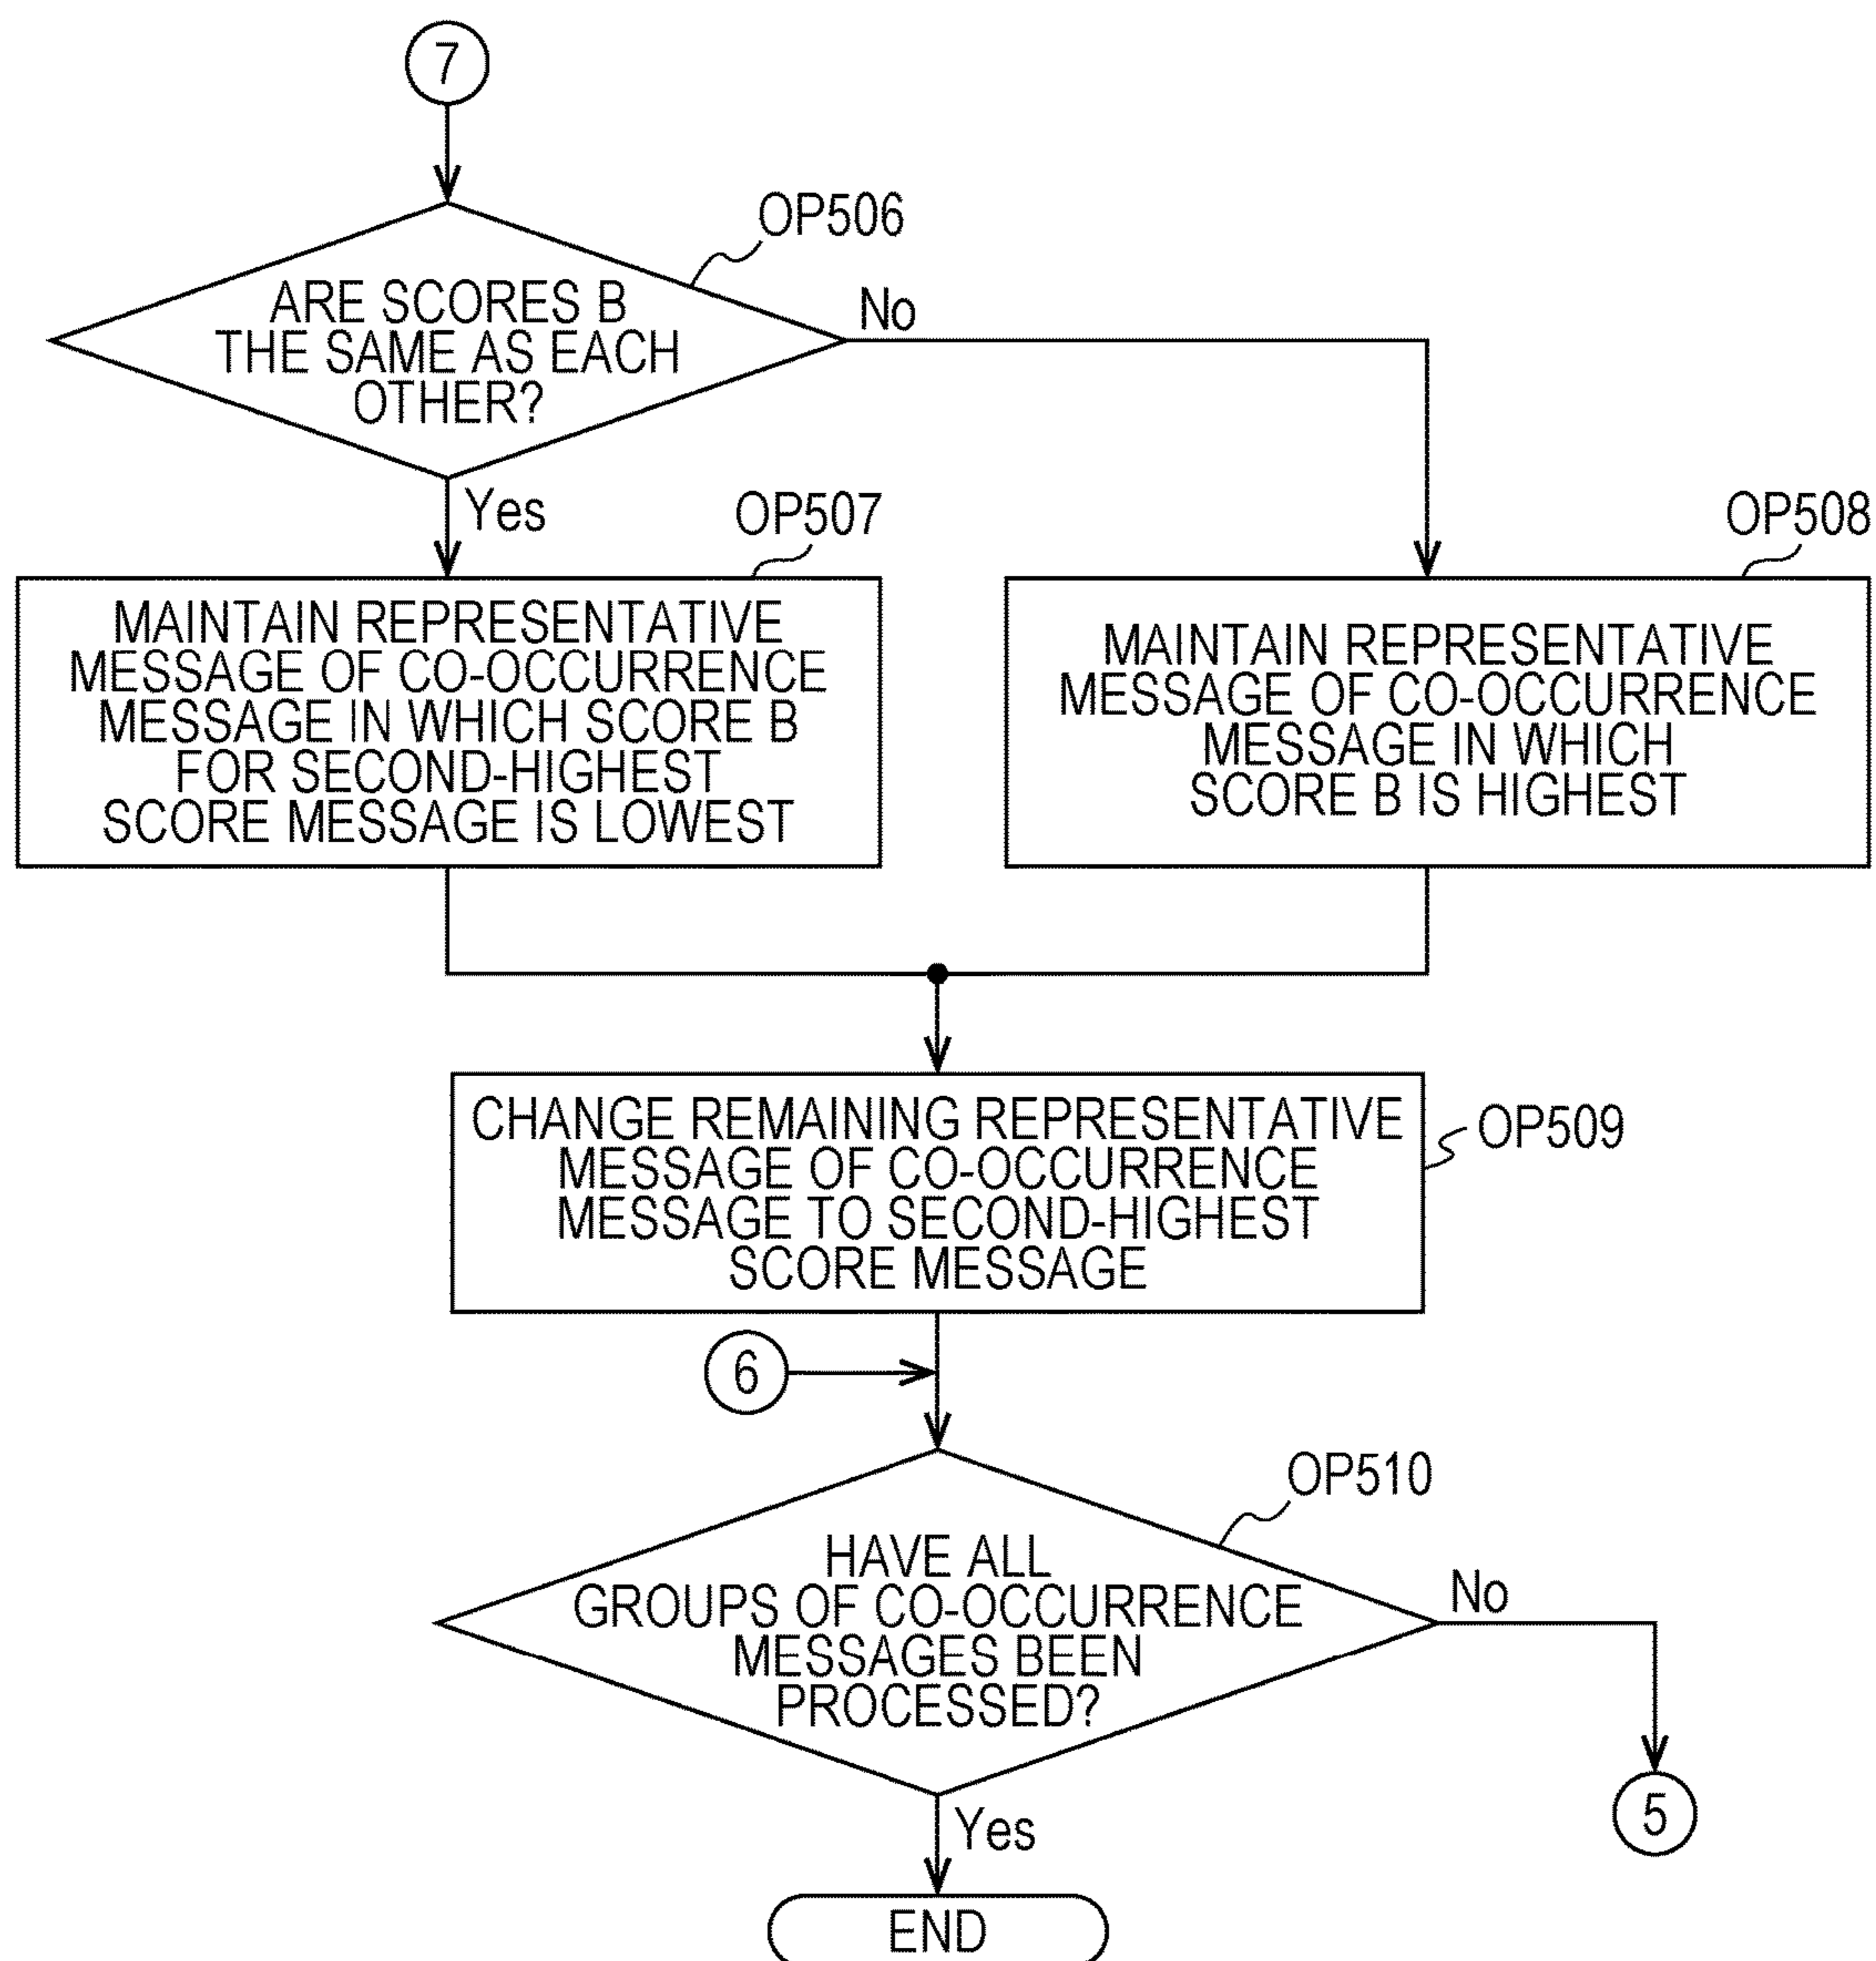 7
OP506
ARE SCORES B
THE SAME AS EACH
OTHER?
No
Yes
OP507
OP508
MAINTAIN REPRESENTATIVE
MESSAGE OF CO-OCCURRENCE
MESSAGE IN WHICH SCORE B
FOR SECOND-HIGHEST
SCORE MESSAGE IS LOWEST
MAINTAIN REPRESENTATIVE
MESSAGE OF CO-OCCURRENCE
MESSAGE IN WHICH
SCORE B IS HIGHEST
CHANGE REMAINING REPRESENTATIVE
MESSAGE OF CO-OCCURRENCE
MESSAGE TO SECOND-HIGHEST
SCORE MESSAGE
OP509
6
OP510
HAVE ALL
GROUPS OF CO-OCCURRENCE
MESSAGES BEEN
PROCESSED?
No
Yes
5
END